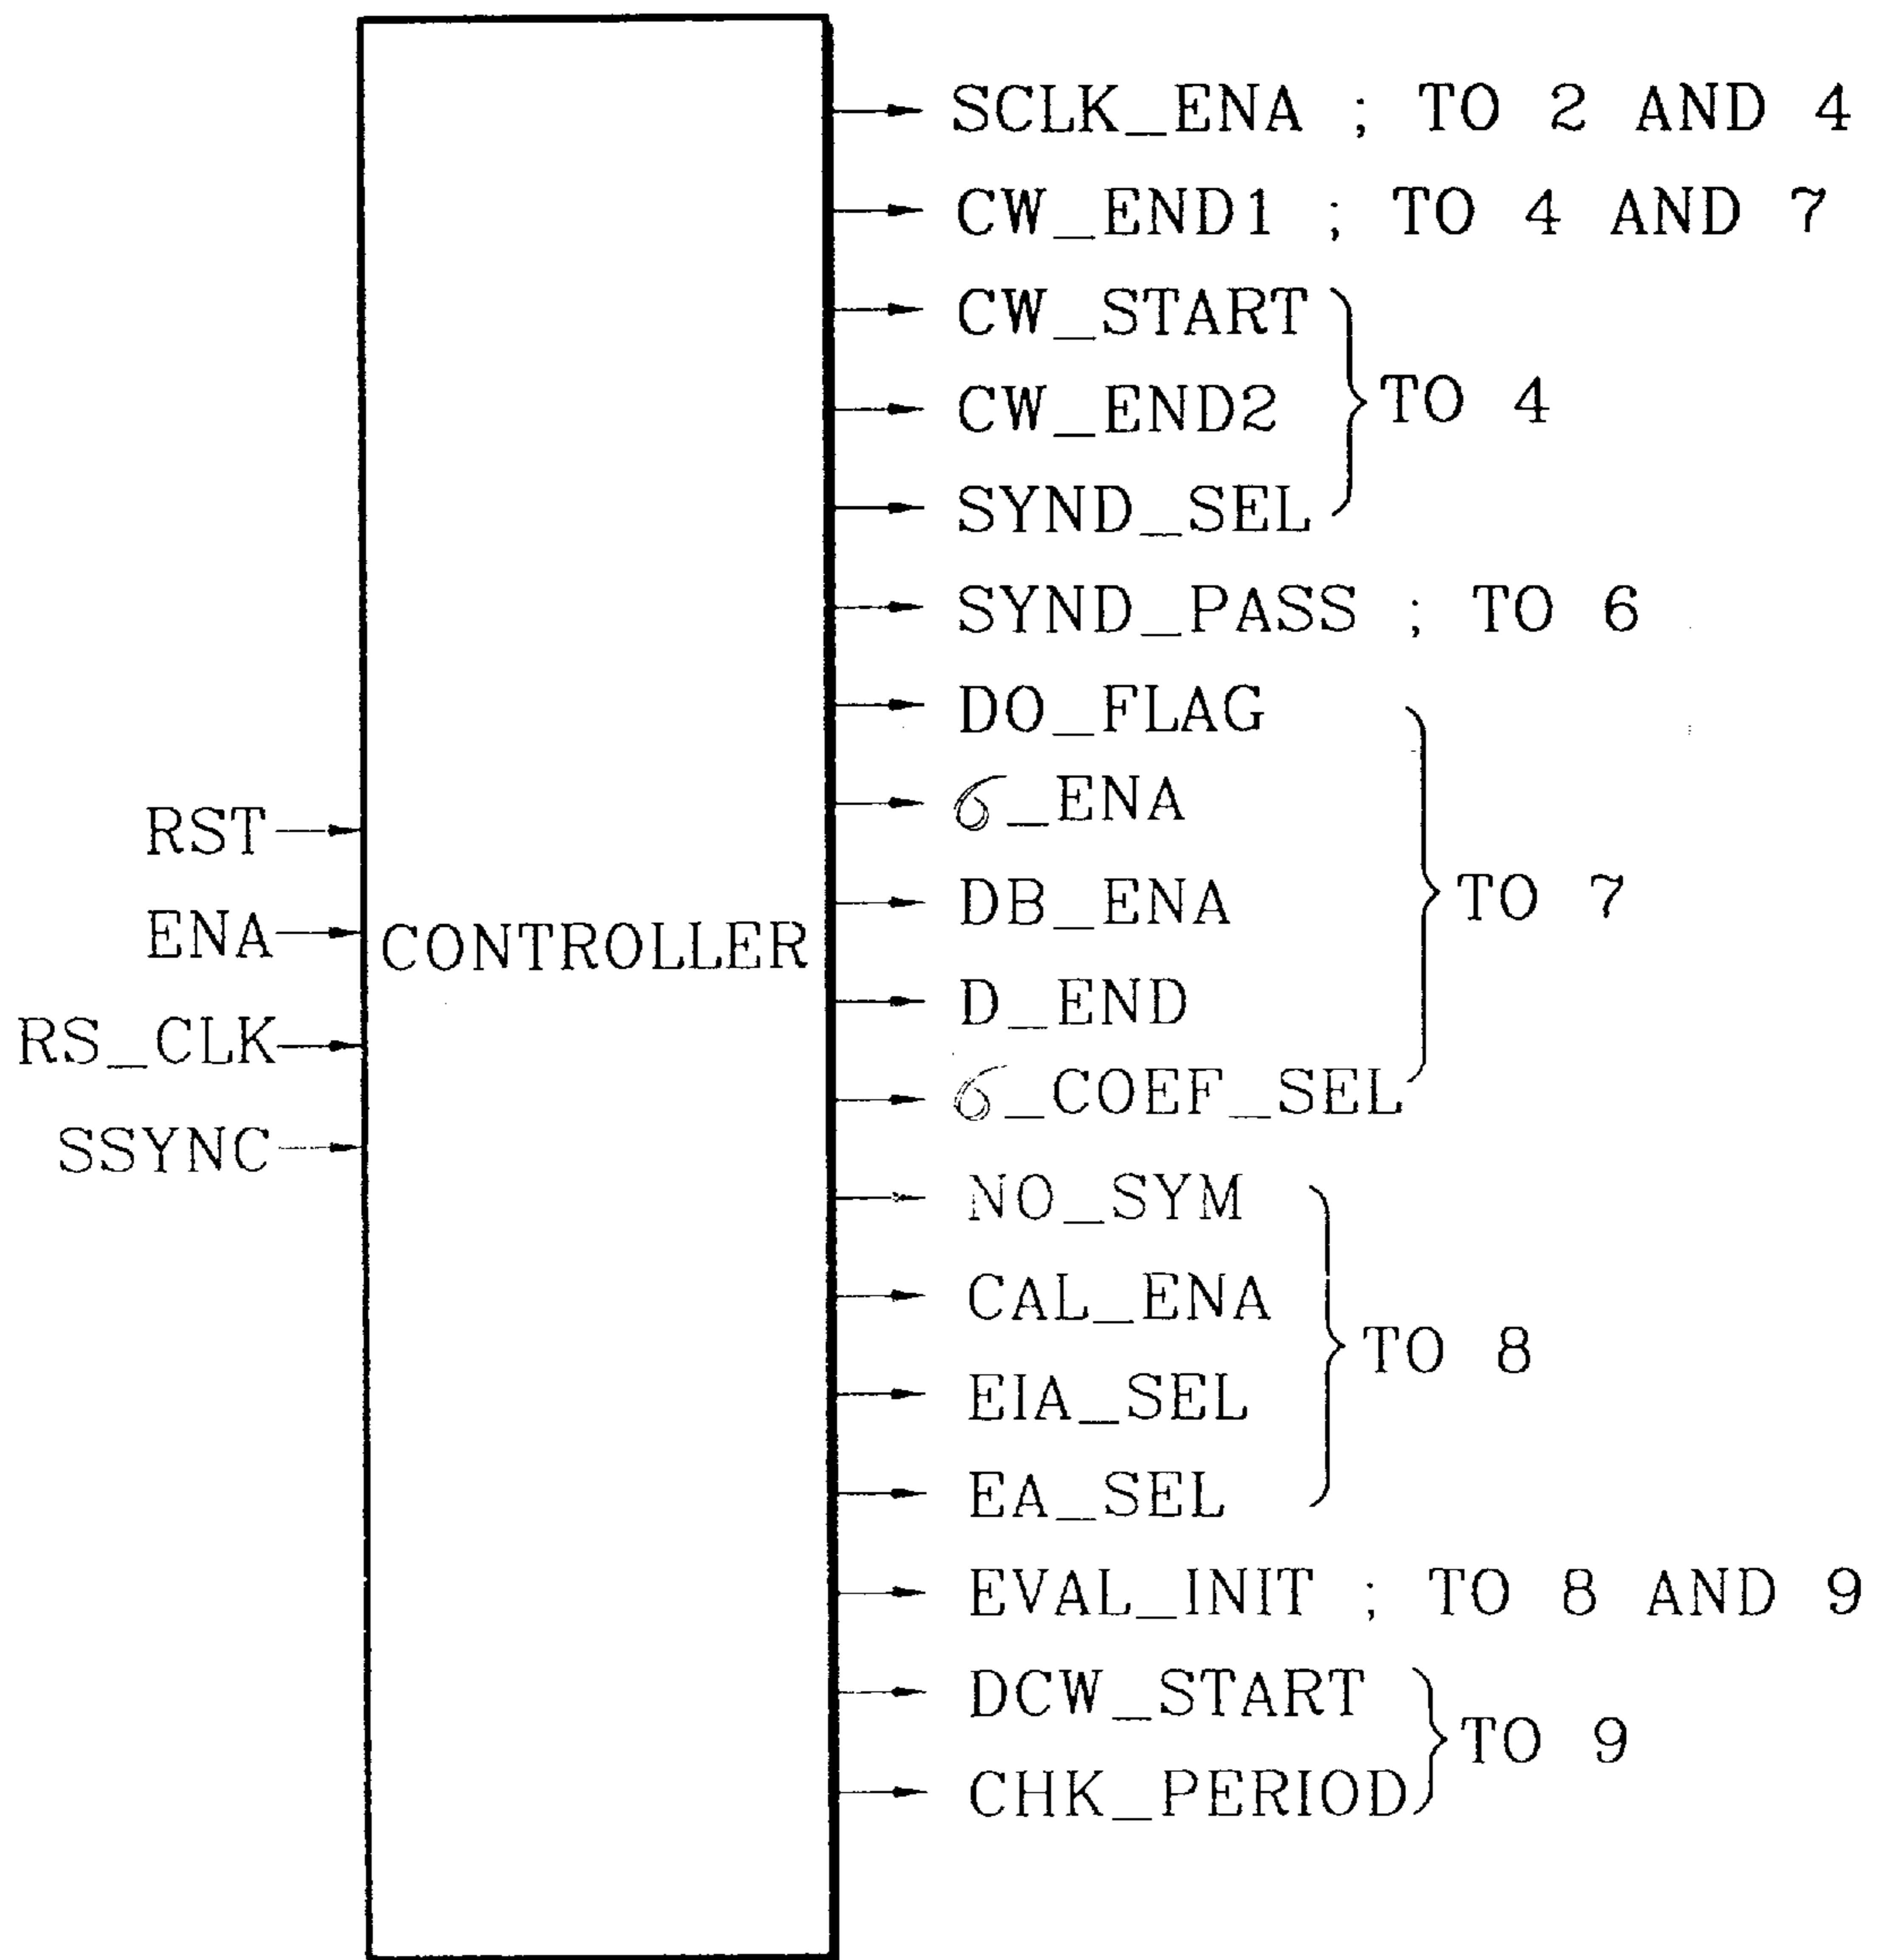 SCLK_ENA ; TO 2 AND 4
CW_END1 ; TO 4 AND 7
CW_START
CW_END2
TO 4
SYND_SEL
SYND_PASS ; TO 6
DO_FLAG
6_ENA
DB_ENA
TO 7
D_END
6_COEF_SEL
RST
ENA
RS_CLK
SSYNC
CONTROLLER
NO_SYM
CAL_ENA
TO 8
EIA_SEL
EA_SEL
EVAL_INIT ; TO 8 AND 9
DCW_START
TO 9
CHK_PERIOD